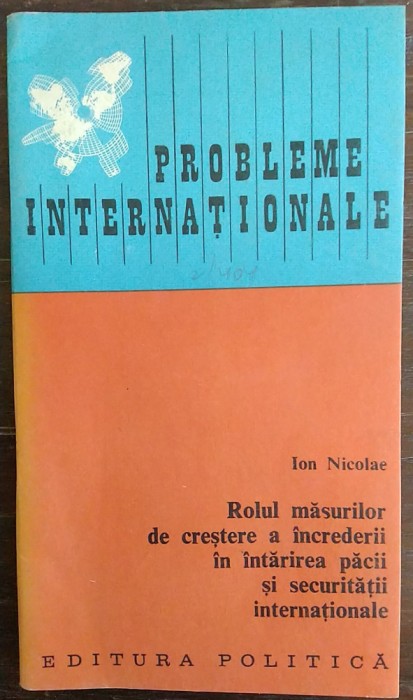 PROBLEME
INTERNAȚIONALE
Ion Nicolae
Rolul măsurilor
de creștere a încrederii
în întărirea păcii
și securității
internaționale
EDITURA POLITICĂ